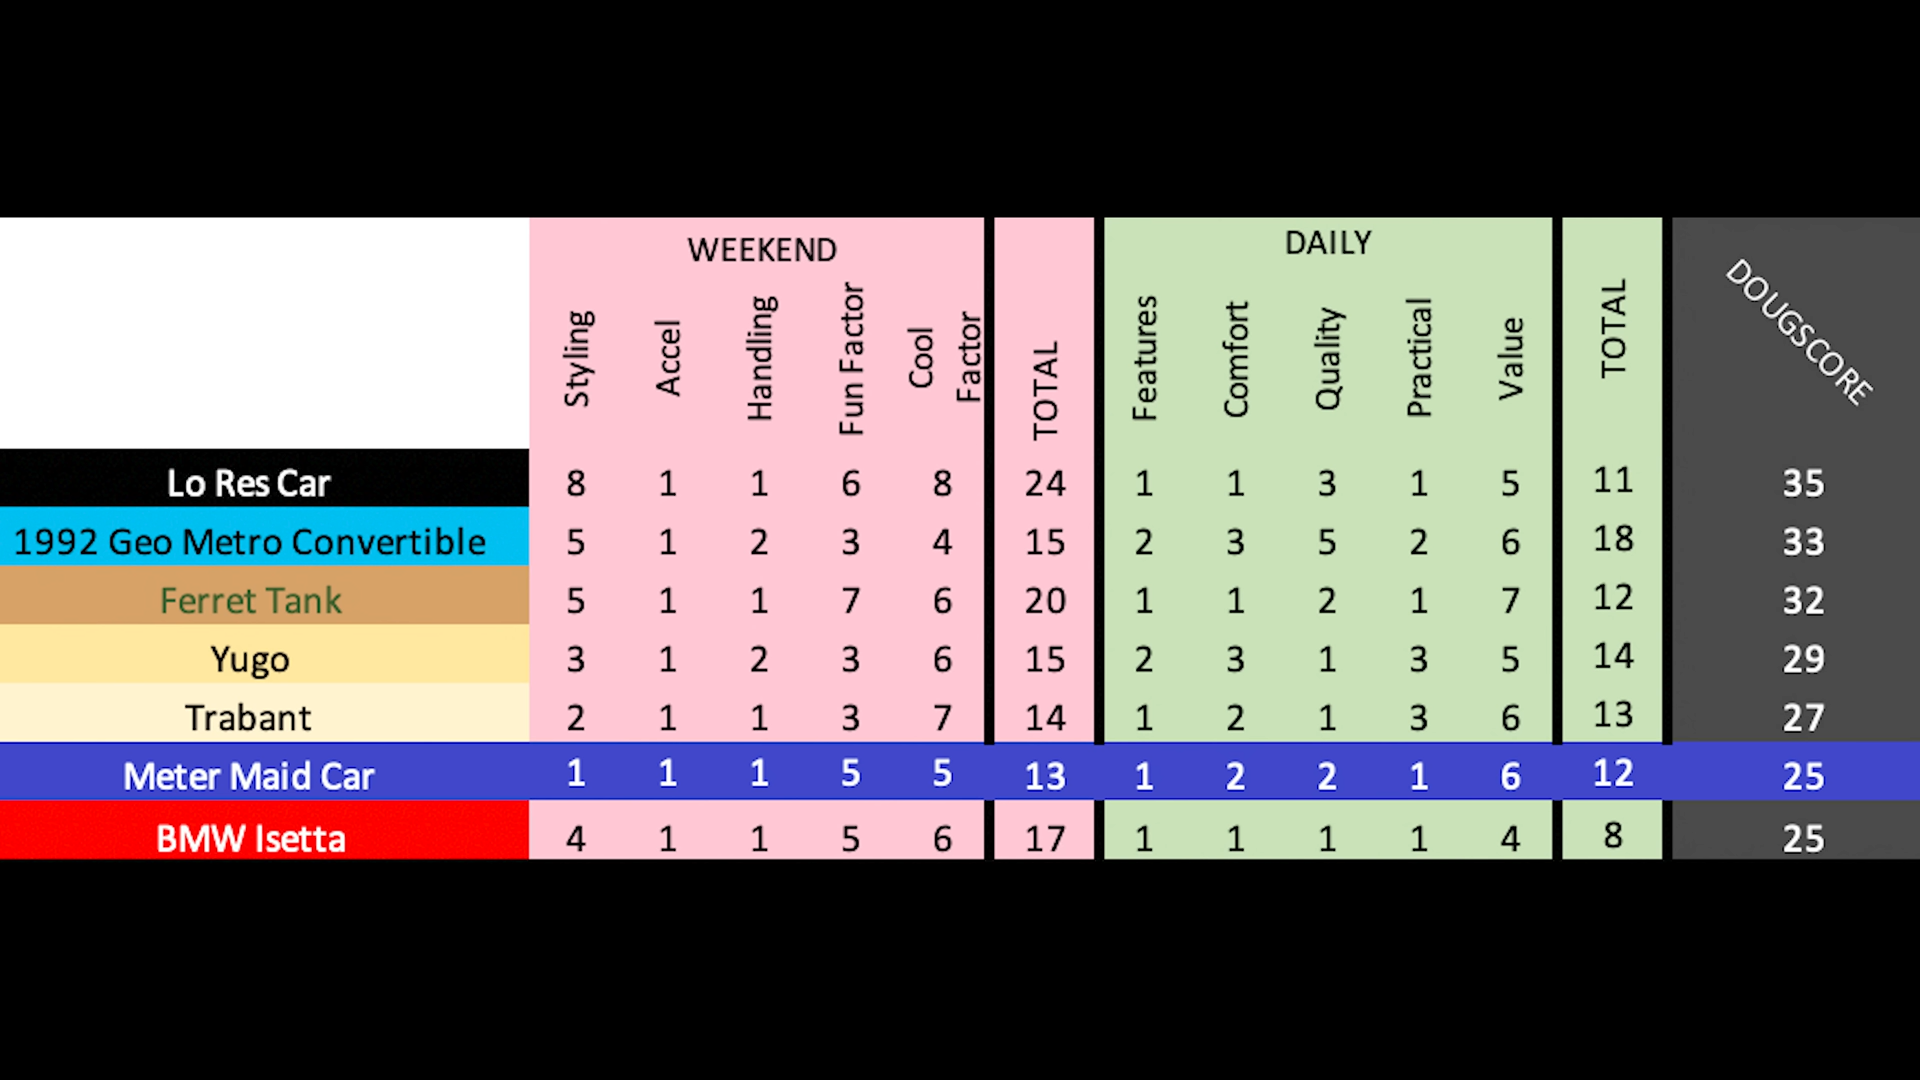 WEEKEND DAILY
Styling Accel Handling Fun Factor Cool Factor TOTAL Features Comfort Quality Practical Value TOTAL DOUGSCORE
Lo Res Car 8 1 1 6 8 24 1 1 3 1 5 11 35
1992 Geo Metro Convertible 5 1 2 3 4 15 2 3 5 2 6 18 33
Ferret Tank 5 1 1 7 6 20 1 1 2 1 7 12 32
Yugo 3 1 2 3 6 15 2 3 1 3 5 14 29
Trabant 2 1 1 3 7 14 1 2 1 3 6 13 27
Meter Maid Car 1 1 1 5 5 13 1 2 2 1 6 12 25
BMW Isetta 4 1 1 5 6 17 1 1 1 1 4 8 25